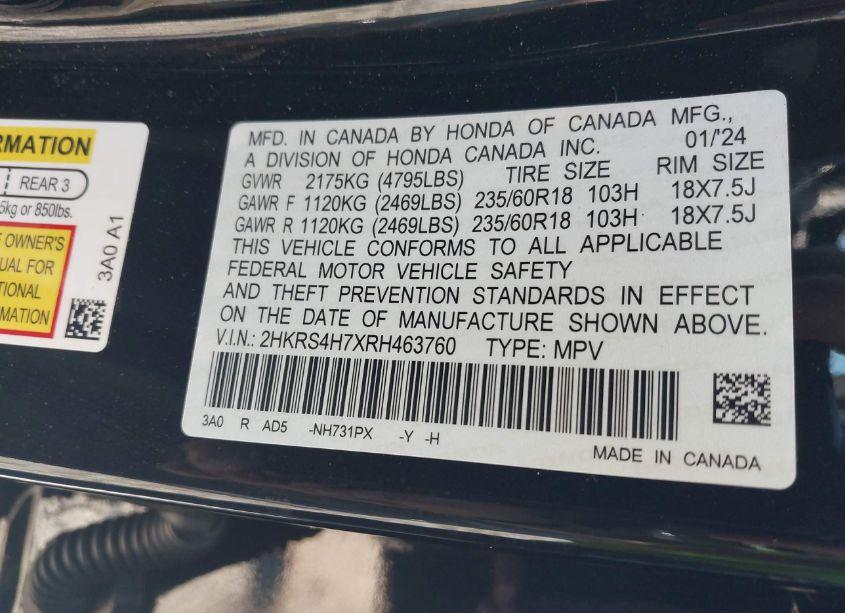 RMATION
REAR 3
5kg or 850lbs.
F OWNER'S
UAL FOR
TIONAL
RMATION
3A0 A1
MFD. IN CANADA BY HONDA OF CANADA MFG.,
A DIVISION OF HONDA CANADA INC. 01/'24
GVWR 2175KG (4795LBS) TIRE SIZE RIM SIZE
GAWR F 1120KG (2469LBS) 235/60R18 103H 18X7.5J
GAWR R 1120KG (2469LBS) 235/60R18 103H 18X7.5J
THIS VEHICLE CONFORMS TO ALL APPLICABLE
FEDERAL MOTOR VEHICLE SAFETY
AND THEFT PREVENTION STANDARDS IN EFFECT
ON THE DATE OF MANUFACTURE SHOWN ABOVE.
V.I.N.: 2HKRS4H7XRH463760 TYPE: MPV
3A0 R AD5 -NH731PX -Y -H
MADE IN CANADA